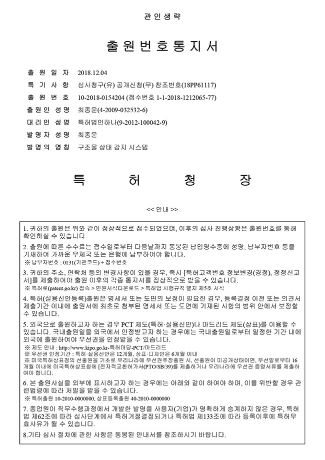 관 인 생 략
출 원 번 호 통 지 서
출 원 일 자 2018.12.04
특 기 사 항 심사청구(유) 공개신청(무) 참조번호(18PP61117)
출 원 번 호 10-2018-0154204 (접수번호 1-1-2018-1212065-77)
출원인 성명 최종운(4-2009-032532-6)
대리인 성명 특허법인하나(9-2012-100042-9)
발명자 성명 최종운
발명의 명칭 구조물 상태 감지 시스템
특 허 청 장
<< 안내 >>
1. 귀하의 출원은 위와 같이 정상적으로 접수되었으며, 이후의 심사 진행상황은 출원번호를 통해
확인하실 수 있습니다.
2. 출원에 따른 수수료는 접수일로부터 다음날까지 동봉된 납입영수증에 성명, 납부자번호 등을
기재하여 가까운 우체국 또는 은행에 납부하여야 합니다.
※ 납부자번호 : 0131(기관코드) + 접수번호
3. 귀하의 주소, 연락처 등의 변경사항이 있을 경우, 즉시 [특허고객번호 정보변경(경정), 정정신고
서]를 제출하여야 출원 이후의 각종 통지서를 정상적으로 받을 수 있습니다.
※ 특허로(patent.go.kr) 접속 > 민원서식다운로드 > 특허법 시행규칙 별지 제5호 서식
4. 특허(실용신안등록)출원은 명세서 또는 도면의 보정이 필요한 경우, 등록결정 이전 또는 의견서
제출기간 이내에 출원서에 최초로 첨부된 명세서 또는 도면에 기재된 사항의 범위 안에서 보정할
수 있습니다.
5. 외국으로 출원하고자 하는 경우 PCT 제도(특허·실용신안)나 마드리드 제도(상표)를 이용할 수
있습니다. 국내출원일을 외국에서 인정받고자 하는 경우에는 국내출원일로부터 일정한 기간 내에
외국에 출원하여야 우선권을 인정받을 수 있습니다.
※ 제도 안내 : http://www.kipo.go.kr-특허마당-PCT/마드리드
※ 우선권 인정기간 : 특허·실용신안은 12개월, 상표·디자인은 6개월 이내
※ 미국특허상표청의 선출원을 기초로 우리나라에 우선권주장출원 시, 선출원이 미공개상태이면, 우선일로부터 16
개월 이내에 미국특허상표청에 [전자적교환허가서(PTO/SB/39)를 제출하거나 우리나라에 우선권 증명서류를 제출하
여야 합니다.
6. 본 출원사실을 외부에 표시하고자 하는 경우에는 아래와 같이 하여야 하며, 이를 위반할 경우 관
련법령에 따라 처벌을 받을 수 있습니다.
※ 특허출원 10-2010-0000000, 상표등록출원 40-2010-0000000
7. 종업원이 직무수행과정에서 개발한 발명을 사용자(기업)가 명확하게 승계하지 않은 경우, 특허
법 제62조에 따라 심사단계에서 특허거절결정되거나 특허법 제133조에 따라 등록이후에 특허무
효사유가 될 수 있습니다.
8. 기타 심사 절차에 관한 사항은 동봉된 안내서를 참조하시기 바랍니다.